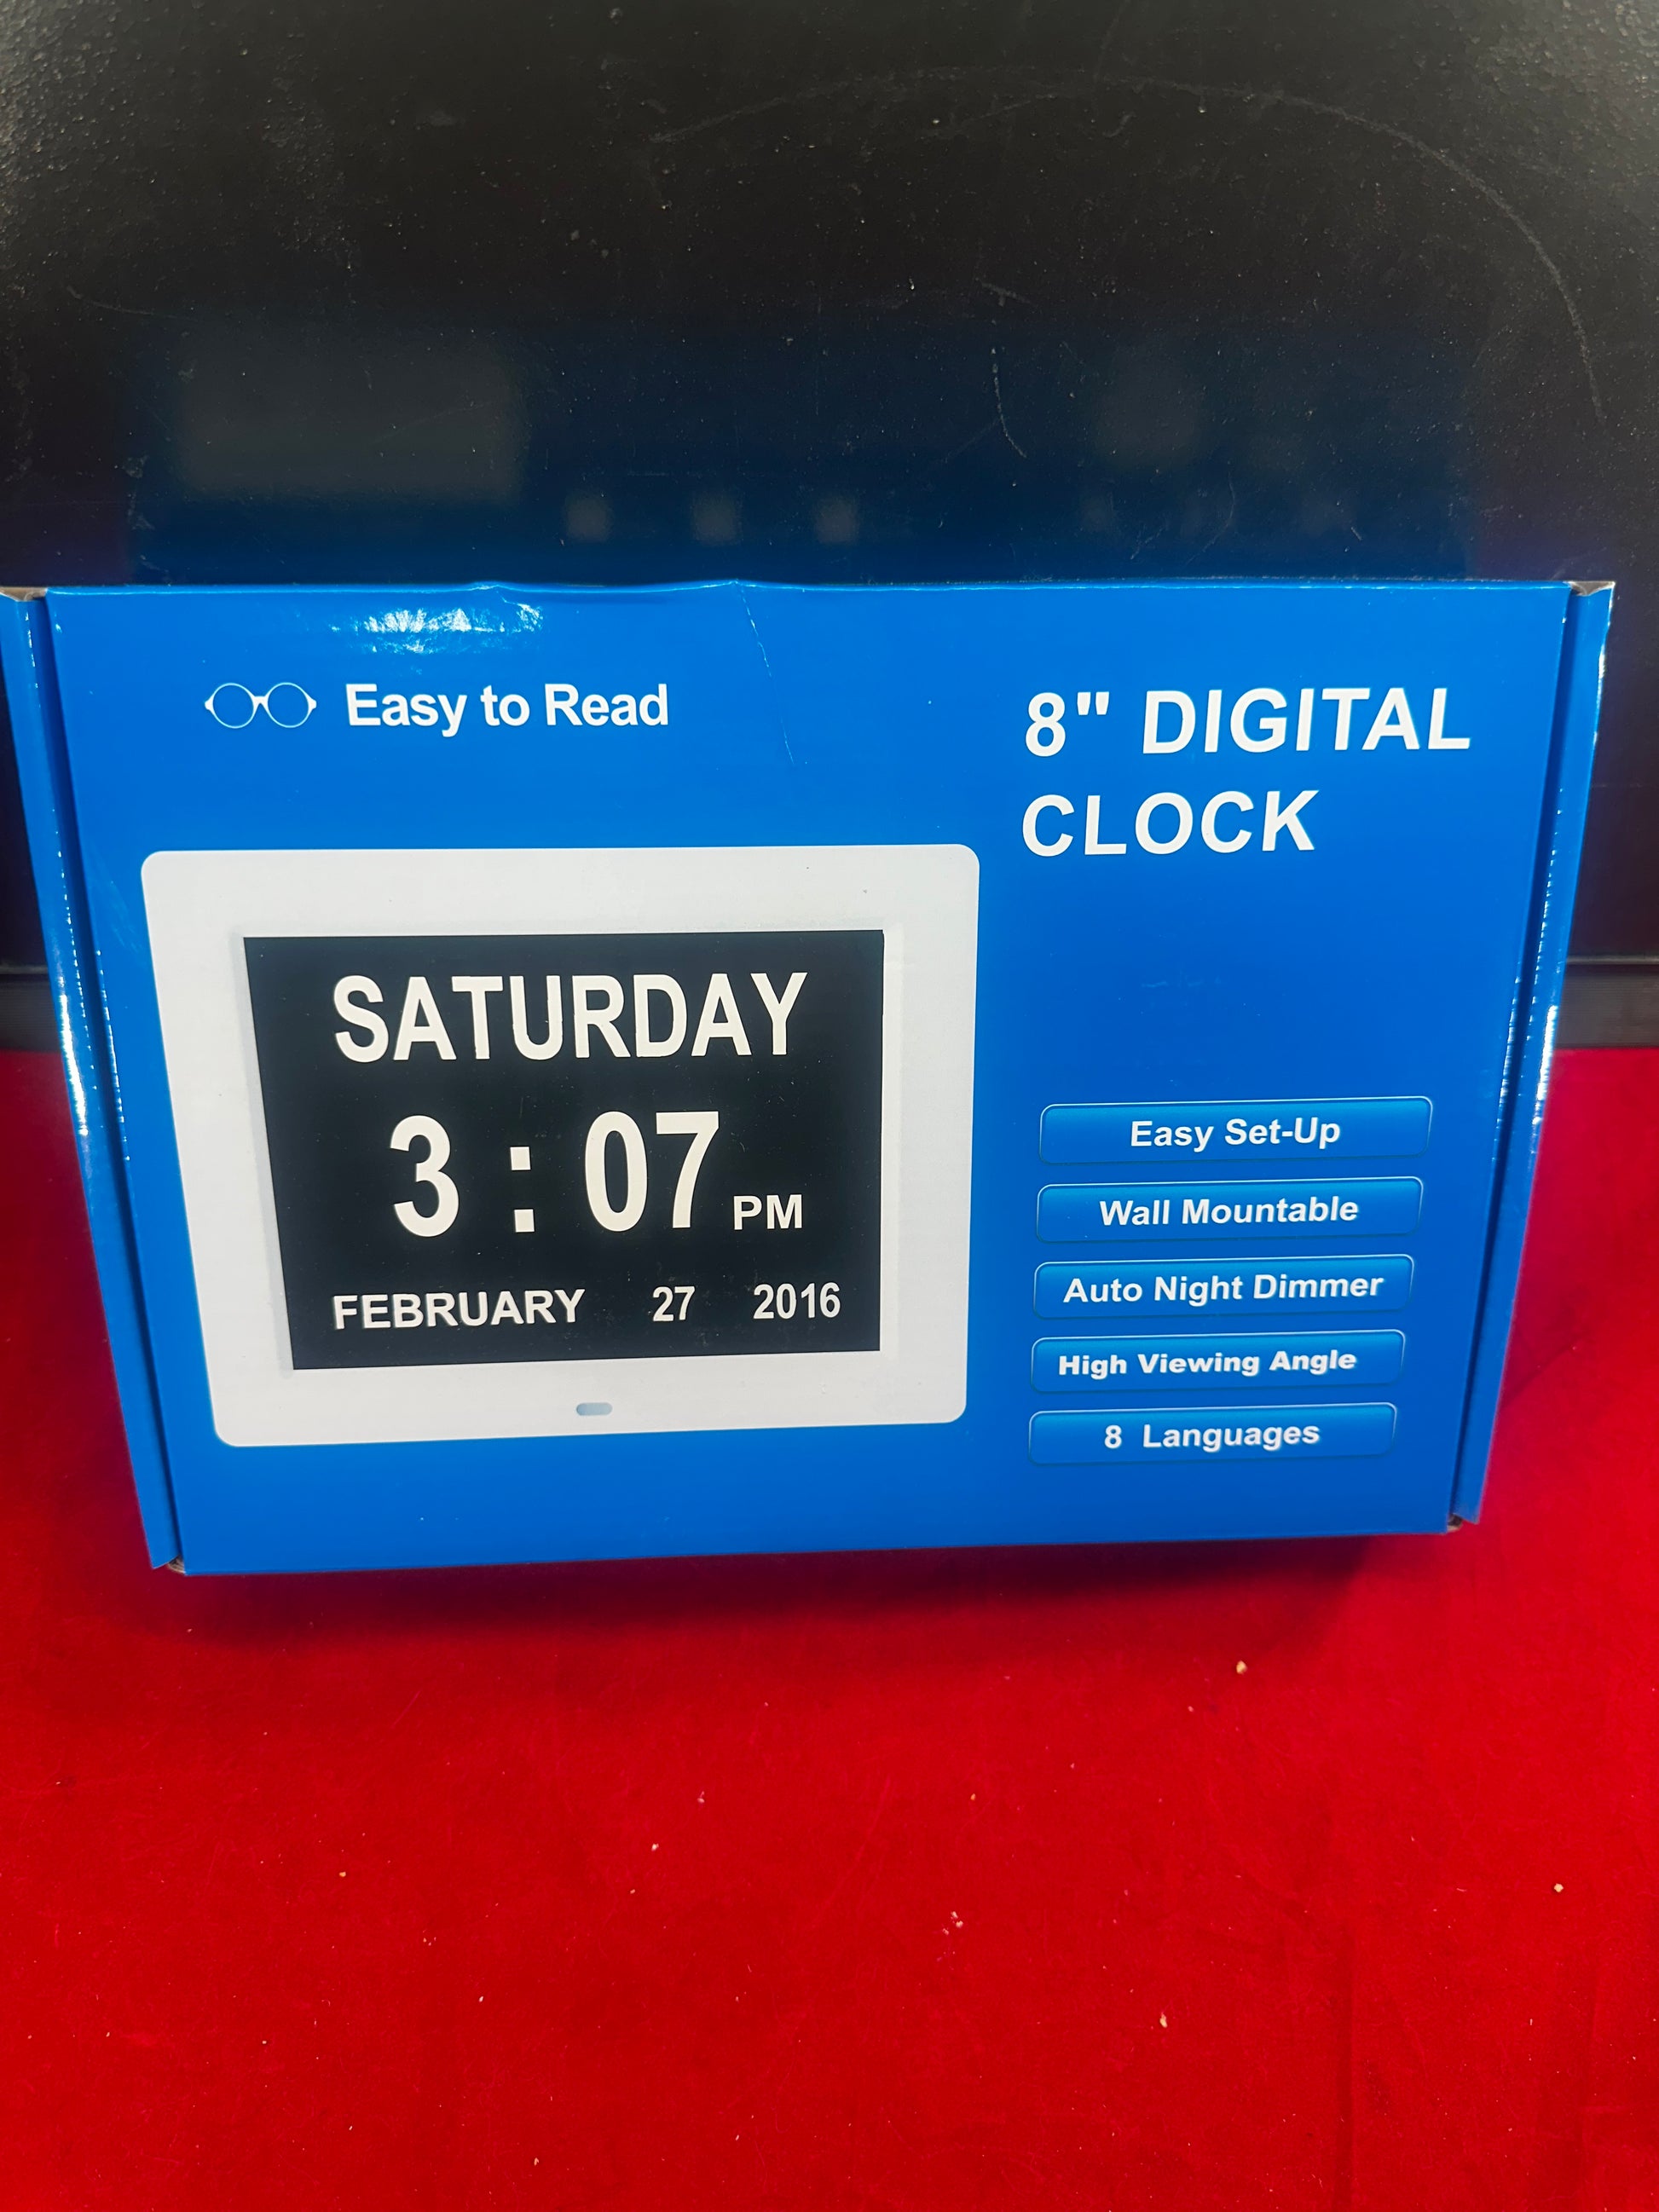 Easy to Read
8" DIGITAL
CLOCK
SATURDAY
3 : 07 PM
FEBRUARY 27 2016
Easy Set-Up
Wall Mountable
Auto Night Dimmer
High Viewing Angle
8 Languages